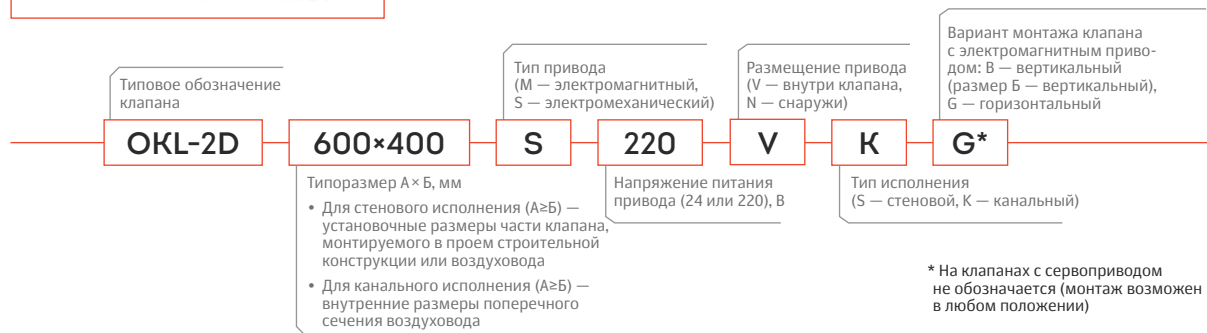 Типовое обозначение
клапана
Тип привода
(M — электромагнитный,
S — электромеханический)
Размещение привода
(V — внутри клапана,
N — снаружи)
Вариант монтажа клапана
с электромагнитным приво-
дом: B — вертикальный
(размер Б — вертикальный),
G — горизонтальный
OKL-2D
600×400
S
220
V
K
G*
Типоразмер А× Б, мм
• Для стенового исполнения (А≥Б) —
установочные размеры части клапана,
монтируемого в проем строительной
конструкции или воздуховода
• Для канального исполнения (А≥Б) —
внутренние размеры поперечного
сечения воздуховода
Напряжение питания
привода (24 или 220), В
Тип исполнения
(S — стеновой, K — канальный)
* На клапанах с сервоприводом
не обозначается (монтаж возможен
в любом положении)